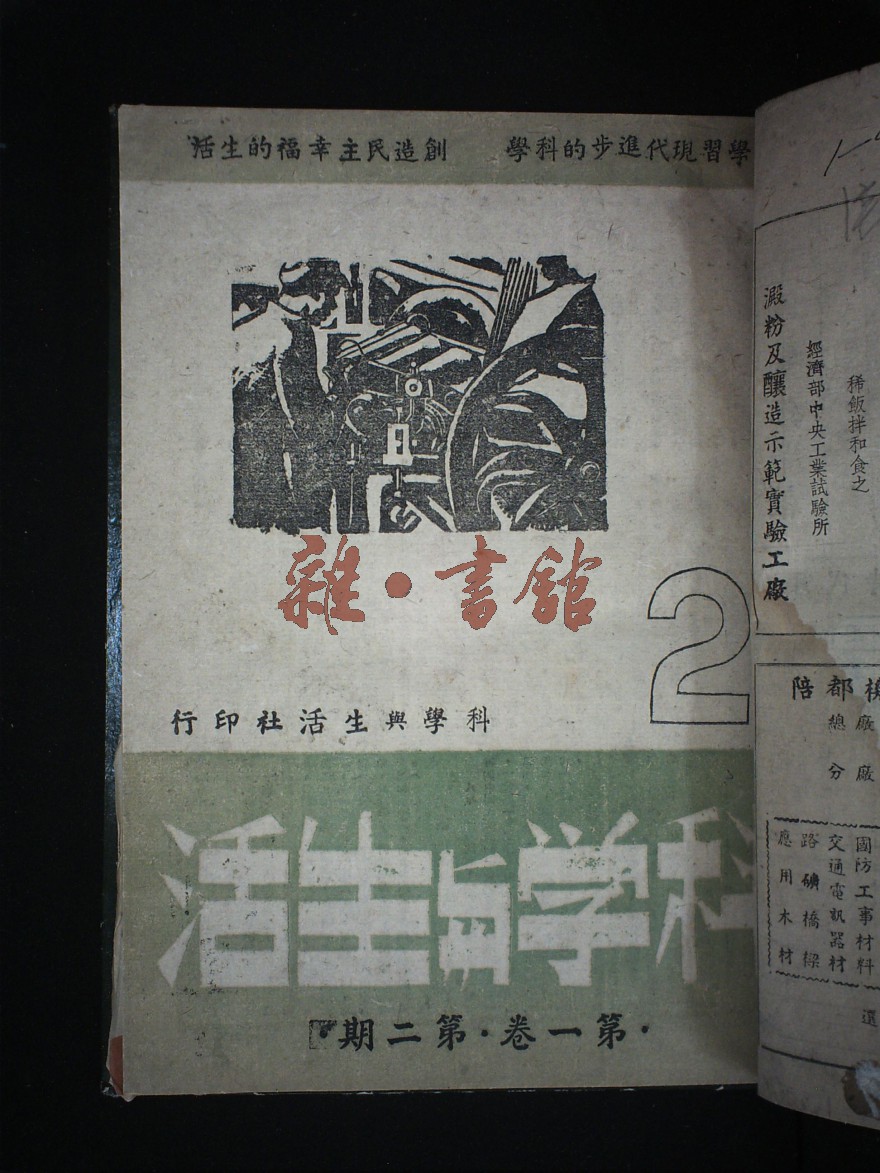 學習現代進步的科學　創造民主幸福的生活
雜·書館
2
科學與生活社印行
科学与生活
·第一卷·第二期·
稀飯拌和食之
經濟部中央工業試驗所
澱粉及釀造示範實驗工廠
陪都
總廠
分廠
國防工事材料
交通電訊器材
路礦橋樑
應用木材